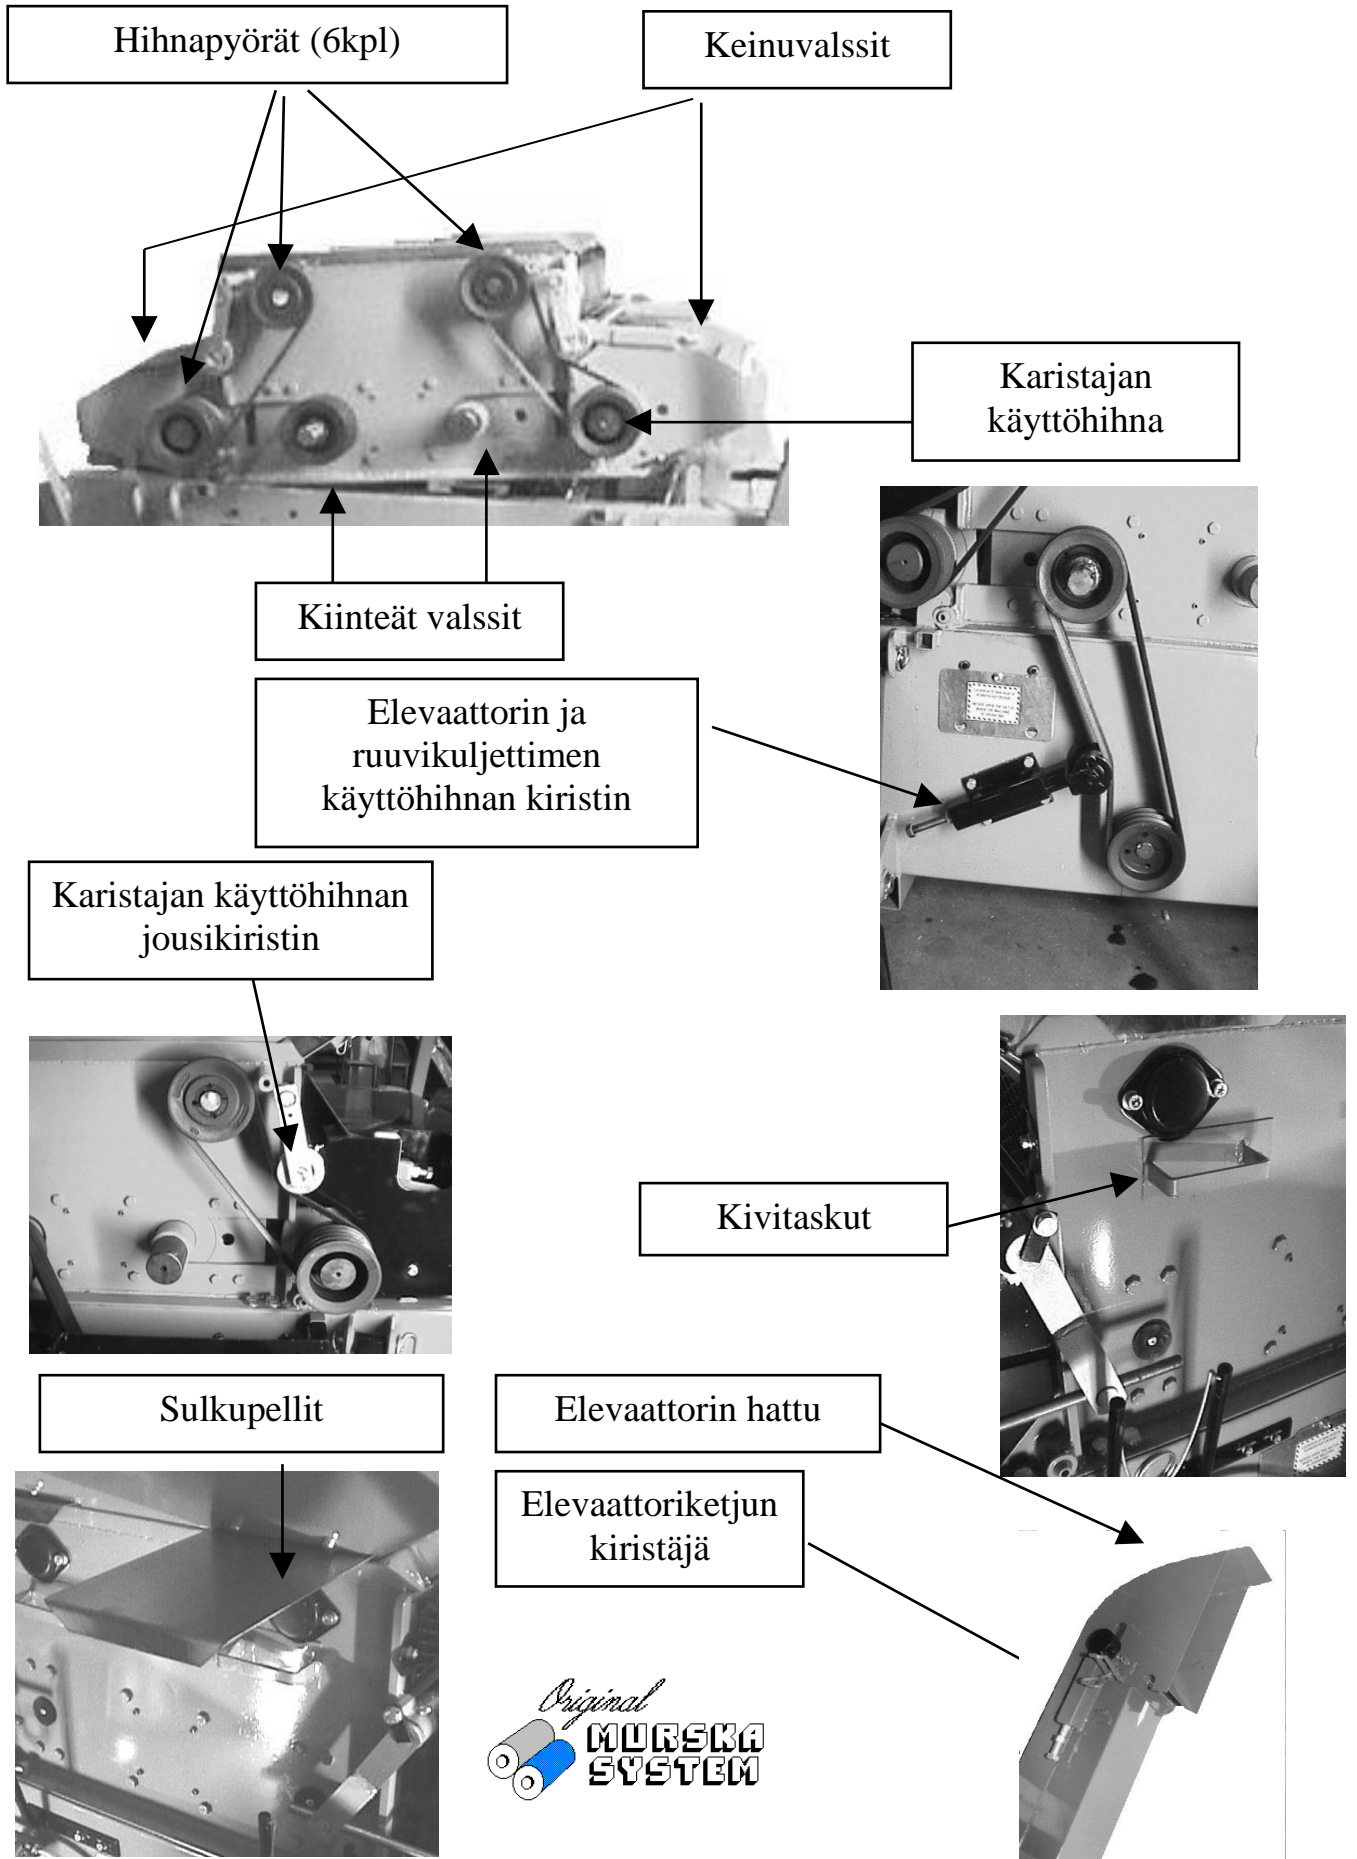 Hihnapyörät (6kpl)
Keinuvalssit
Karistajan
käyttöhihna
Kiinteät valssit
Elevaattorin ja
ruuvikuljettimen
käyttöhihnan kiristin
Karistajan käyttöhihnan
jousikiristin
Kivitaskut
Sulkupellit
Elevaattorin hattu
Elevaattoriketjun
kiristäjä
Original
MURSKA
SYSTEM